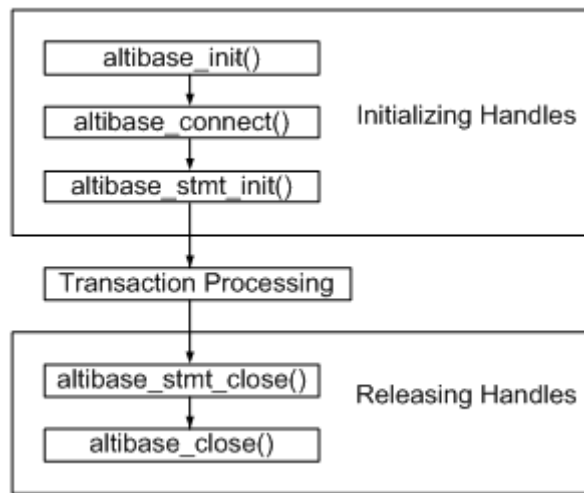 altibase_init()
altibase_connect()
Initializing Handles
altibase_stmt_init()
Transaction Processing
altibase_stmt_close()
Releasing Handles
altibase_close()